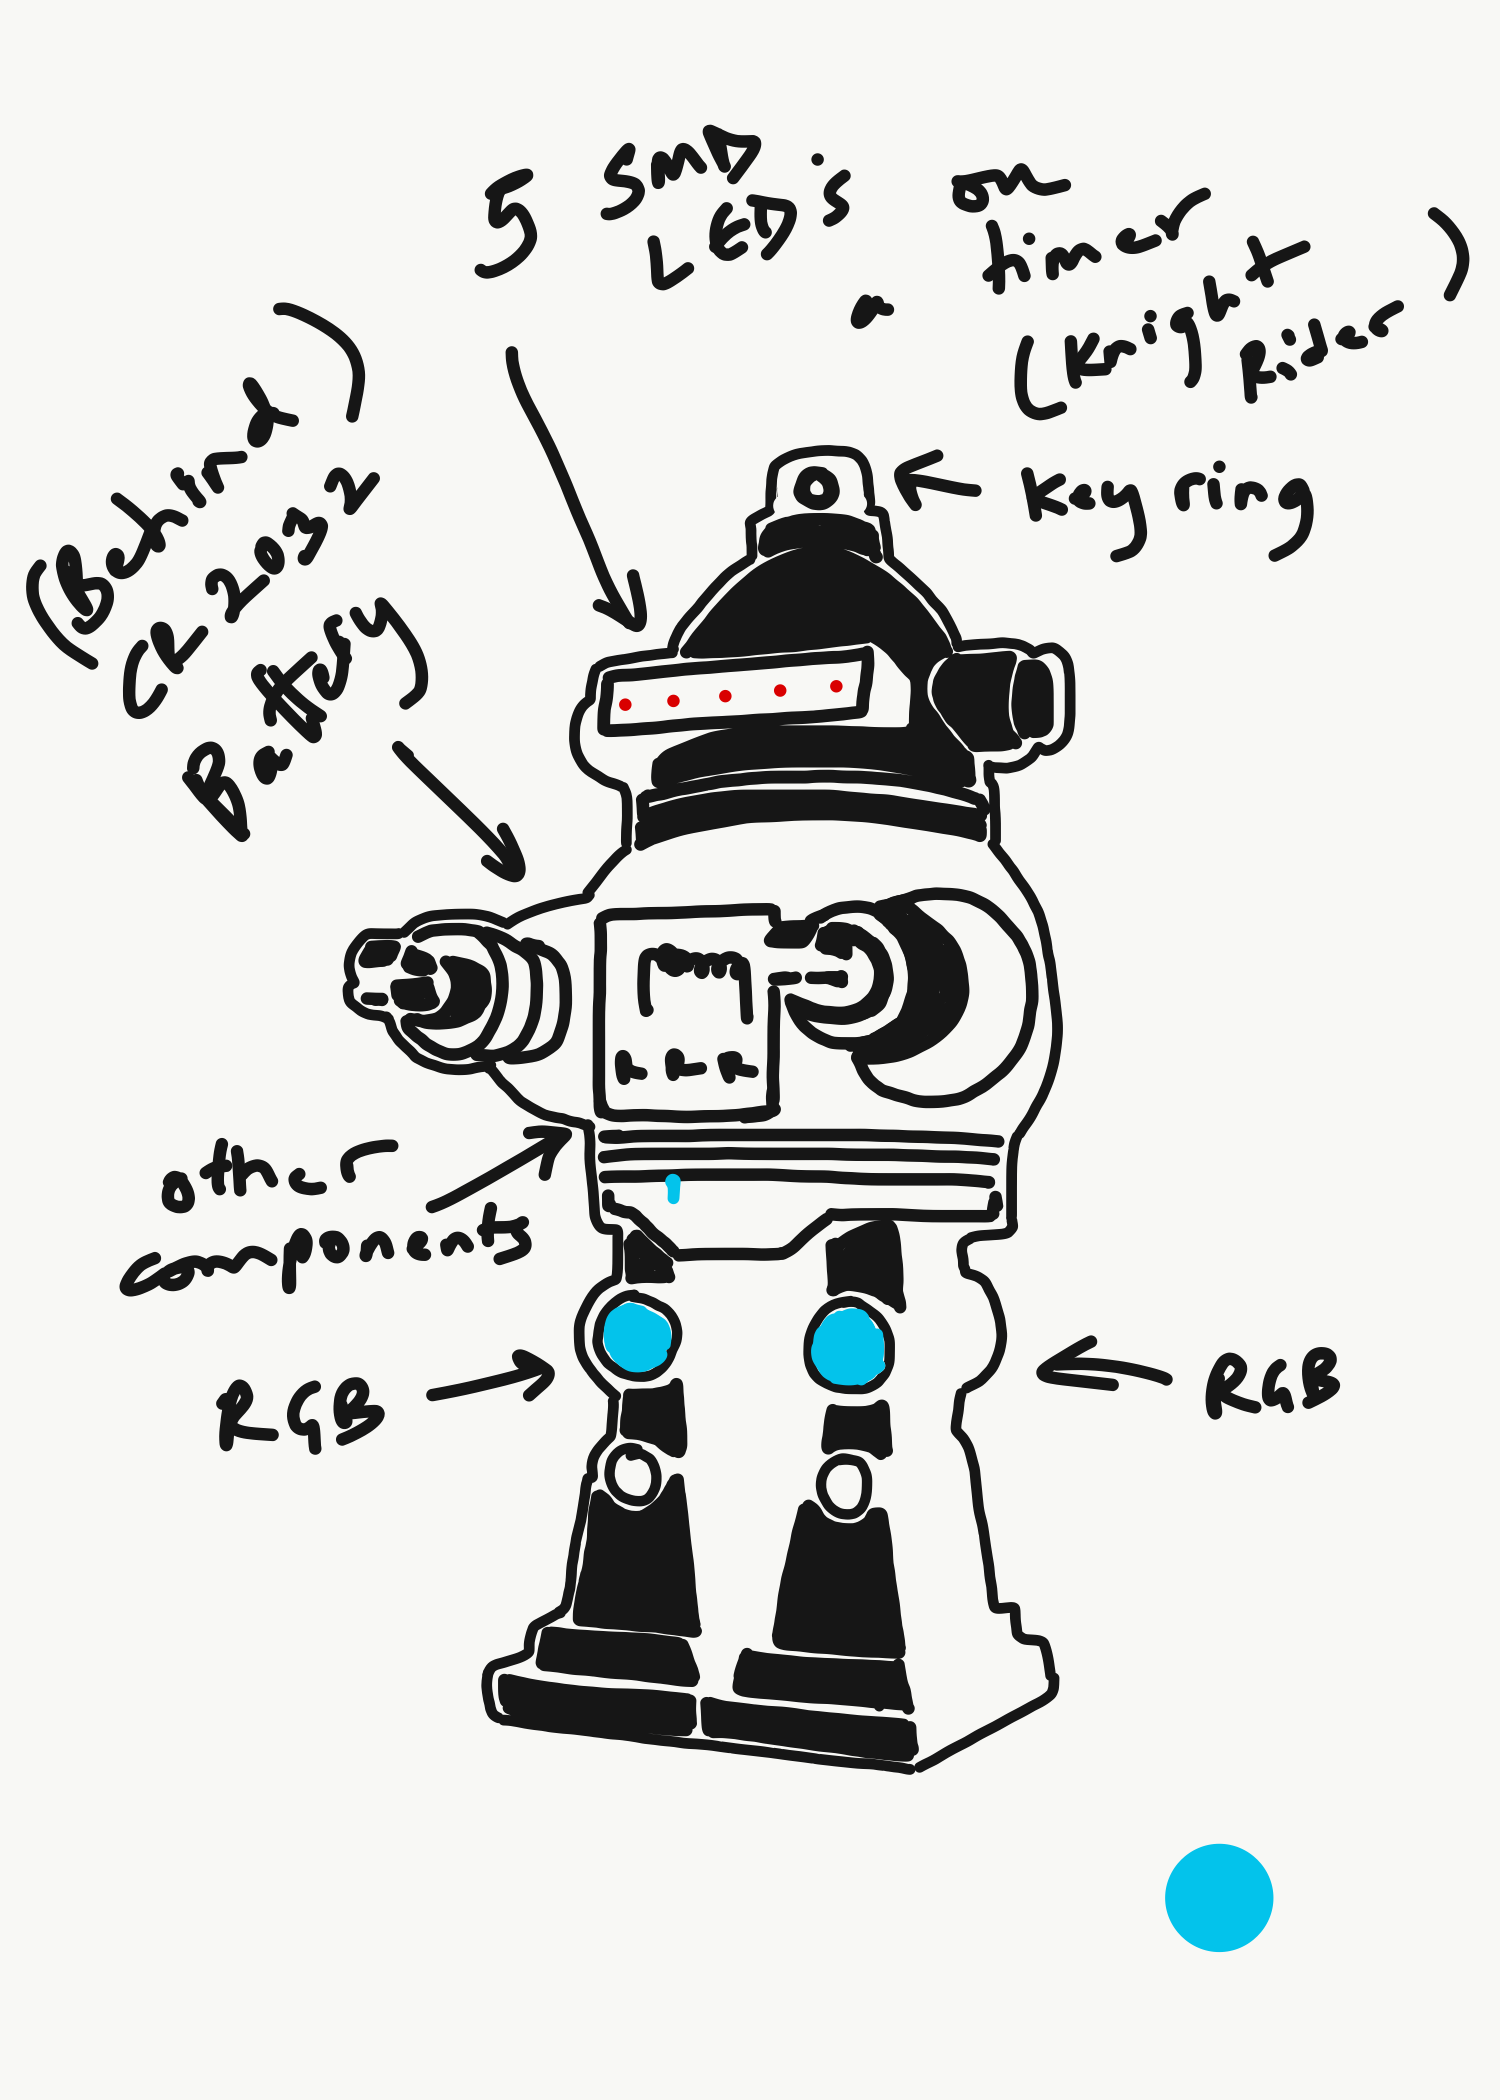 5 SMD
LED's
on
a timer
(Knight
Rider)
(Behind)
CR2032
Battery
Key ring
other
components
RGB
RGB